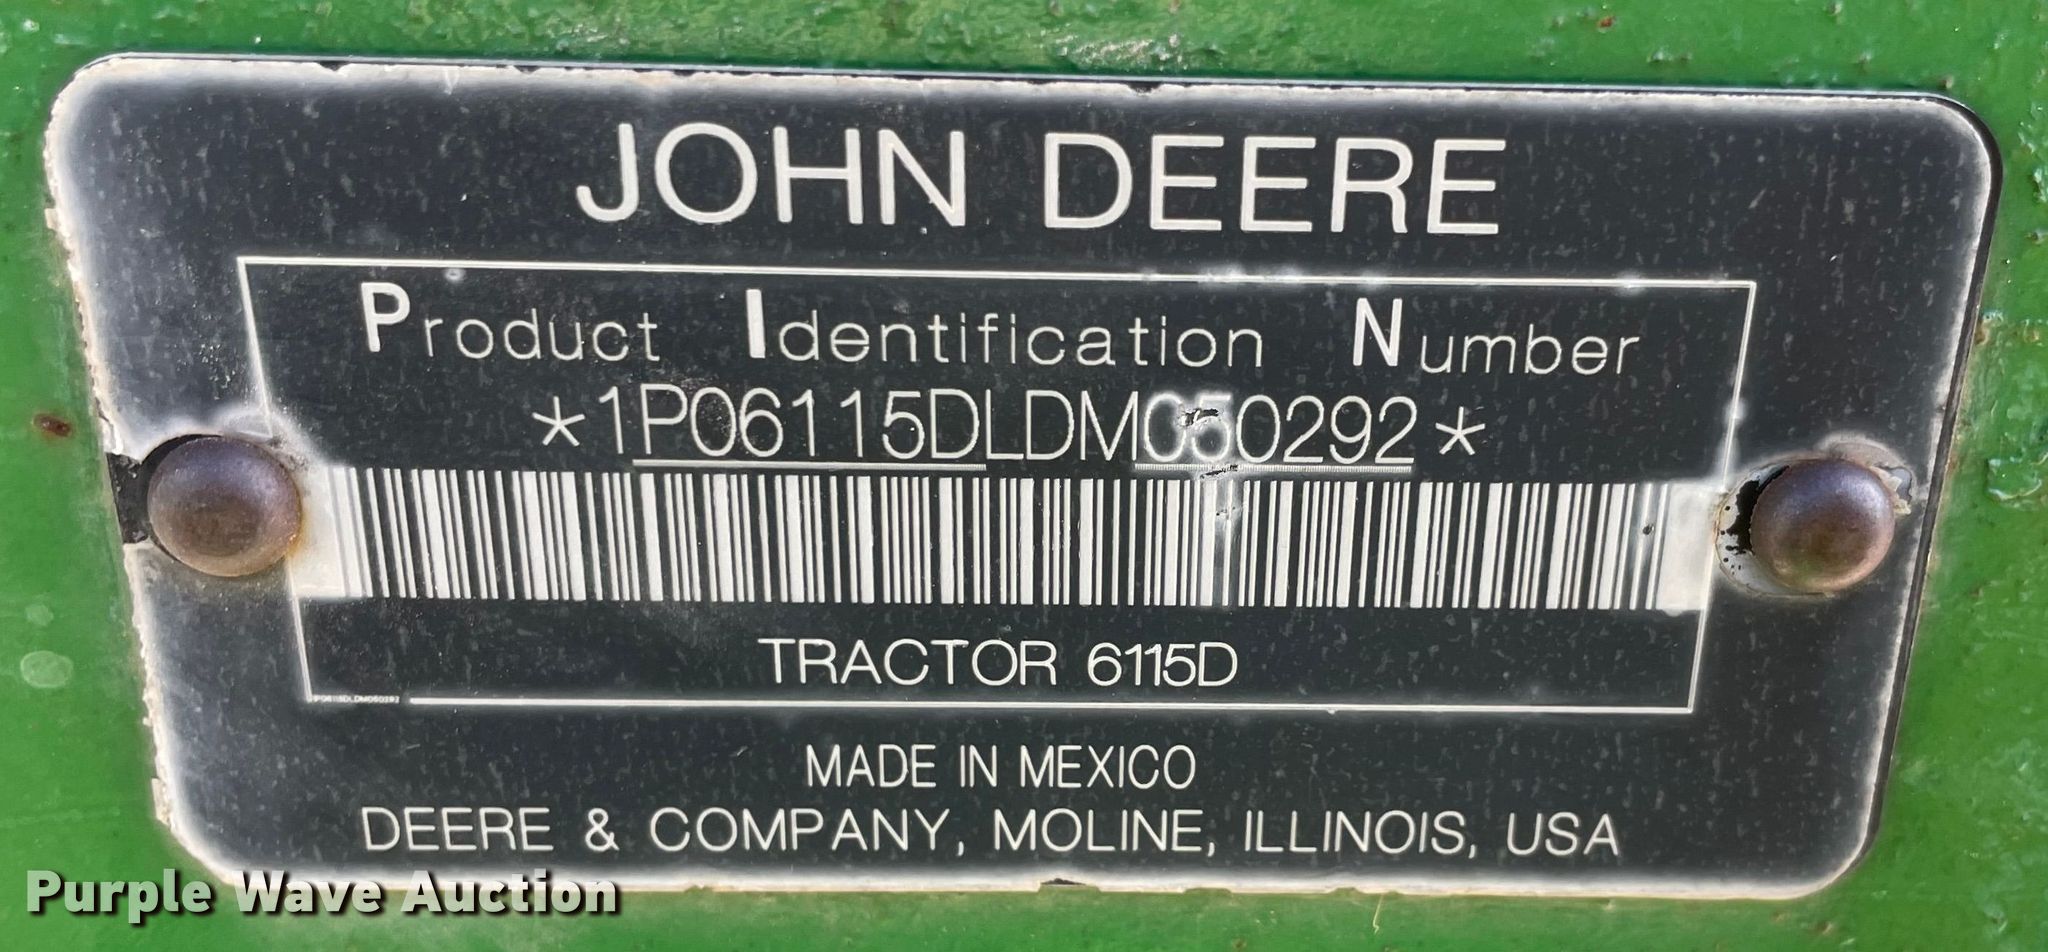 JOHN DEERE
Product Identification Number
*1P06115DLDM050292*
TRACTOR 6115D
1P06115DLDM050292
MADE IN MEXICO
DEERE & COMPANY, MOLINE, ILLINOIS, USA
Purple Wave Auction